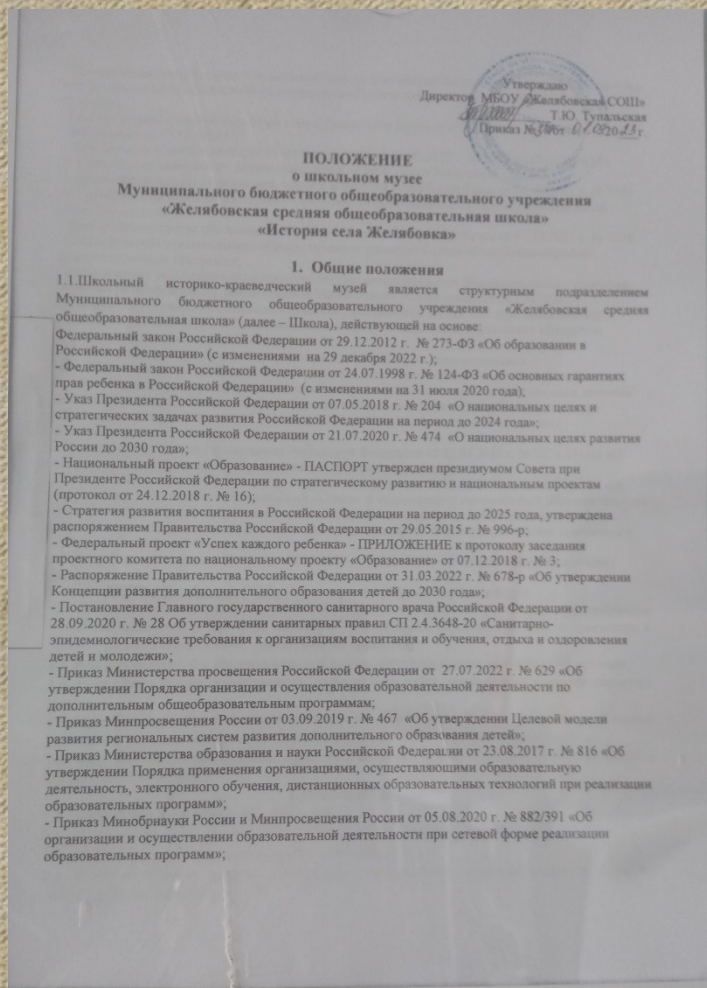 Утверждаю
Директор МБОУ «Желябовская СОШ»
Т.Ю. Тупальская
Приказ № от 01.09 2023 г.
ПОЛОЖЕНИЕ
о школьном музее
Муниципального бюджетного общеобразовательного учреждения
«Желябовская средняя общеобразовательная школа»
«История села Желябовка»
1. Общие положения
1.1.Школьный историко-краеведческий музей является структурным подразделением
Муниципального бюджетного общеобразовательного учреждения «Желябовская средняя
общеобразовательная школа» (далее – Школа), действующей на основе:
Федеральный закон Российской Федерации от 29.12.2012 г. № 273-ФЗ «Об образовании в
Российской Федерации» (с изменениями на 29 декабря 2022 г.);
- Федеральный закон Российской Федерации от 24.07.1998 г. № 124-ФЗ «Об основных гарантиях
прав ребенка в Российской Федерации» (с изменениями на 31 июля 2020 года);
- Указ Президента Российской Федерации от 07.05.2018 г. № 204 «О национальных целях и
стратегических задачах развития Российской Федерации на период до 2024 года»;
- Указ Президента Российской Федерации от 21.07.2020 г. № 474 «О национальных целях развития
России до 2030 года»;
- Национальный проект «Образование» - ПАСПОРТ утвержден президиумом Совета при
Президенте Российской Федерации по стратегическому развитию и национальным проектам
(протокол от 24.12.2018 г. № 16);
- Стратегия развития воспитания в Российской Федерации на период до 2025 года, утверждена
распоряжением Правительства Российской Федерации от 29.05.2015 г. № 996-р;
- Федеральный проект «Успех каждого ребенка» - ПРИЛОЖЕНИЕ к протоколу заседания
проектного комитета по национальному проекту «Образование» от 07.12.2018 г. № 3;
- Распоряжение Правительства Российской Федерации от 31.03.2022 г. № 678-р «Об утверждении
Концепции развития дополнительного образования детей до 2030 года»;
- Постановление Главного государственного санитарного врача Российской Федерации от
28.09.2020 г. № 28 Об утверждении санитарных правил СП 2.4.3648-20 «Санитарно-
эпидемиологические требования к организациям воспитания и обучения, отдыха и оздоровления
детей и молодежи»;
- Приказ Министерства просвещения Российской Федерации от 27.07.2022 г. № 629 «Об
утверждении Порядка организации и осуществления образовательной деятельности по
дополнительным общеобразовательным программам;
- Приказ Минпросвещения России от 03.09.2019 г. № 467 «Об утверждении Целевой модели
развития региональных систем развития дополнительного образования детей»;
- Приказ Министерства образования и науки Российской Федерации от 23.08.2017 г. № 816 «Об
утверждении Порядка применения организациями, осуществляющими образовательную
деятельность, электронного обучения, дистанционных образовательных технологий при реализации
образовательных программ»;
- Приказ Минобрнауки России и Минпросвещения России от 05.08.2020 г. № 882/391 «Об
организации и осуществлении образовательной деятельности при сетевой форме реализации
образовательных программ»;